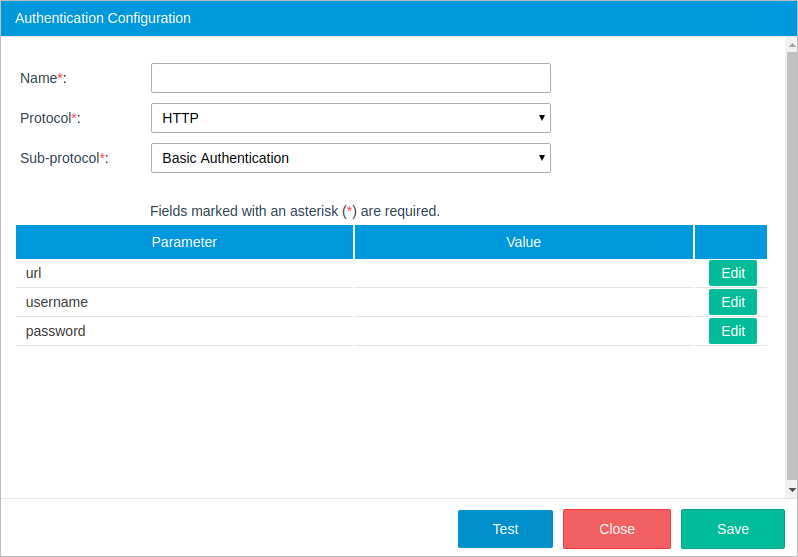 Authentication Configuration
Name*:
Protocol*: HTTP
Sub-protocol*: Basic Authentication
Fields marked with an asterisk (*) are required.
Parameter Value
url Edit
username Edit
password Edit
Test Close Save